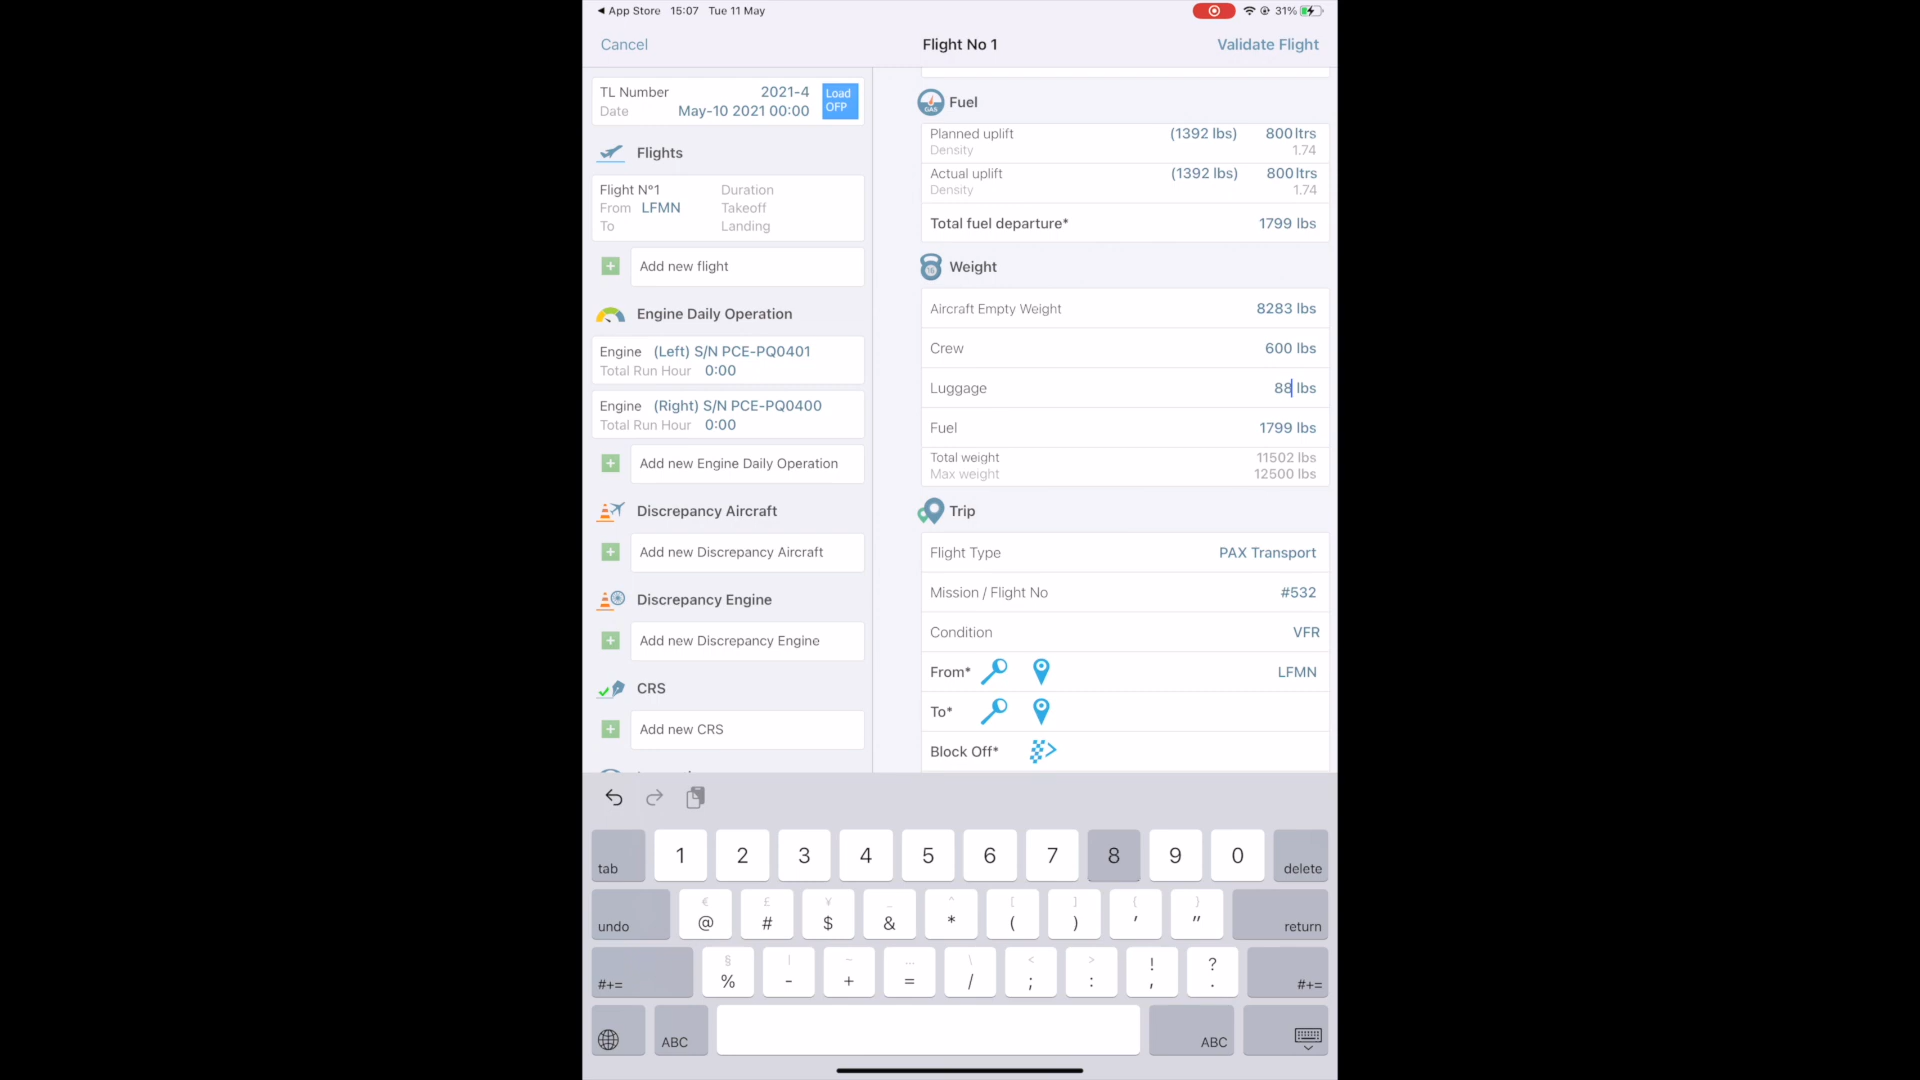 ◀ App Store 15:07 Tue 11 May
31%
Cancel
Flight No 1
Validate Flight
TL Number 2021-4
Date May-10 2021 00:00
Load
OFP
Flights
Flight N°1 Duration
From LFMN Takeoff
To Landing
Add new flight
Engine Daily Operation
Engine (Left) S/N PCE-PQ0401
Total Run Hour 0:00
Engine (Right) S/N PCE-PQ0400
Total Run Hour 0:00
Add new Engine Daily Operation
Discrepancy Aircraft
Add new Discrepancy Aircraft
Discrepancy Engine
Add new Discrepancy Engine
CRS
Add new CRS
GAS
Fuel
Planned uplift (1392 lbs) 800 ltrs
Density 1.74
Actual uplift (1392 lbs) 800 ltrs
Density 1.74
Total fuel departure* 1799 lbs
Weight
Aircraft Empty Weight 8283 lbs
Crew 600 lbs
Luggage 88 lbs
Fuel 1799 lbs
Total weight 11502 lbs
Max weight 12500 lbs
Trip
Flight Type PAX Transport
Mission / Flight No #532
Condition VFR
From* LFMN
To*
Block Off*
tab 1 2 3 4 5 6 7 8 9 0 delete
€ £ ¥ _ ^ [ ] { }
undo @ # $ & * ( ) ' " return
§ | ~ … \ < > ! ?
#+= % - + = / ; : , . #+=
ABC ABC